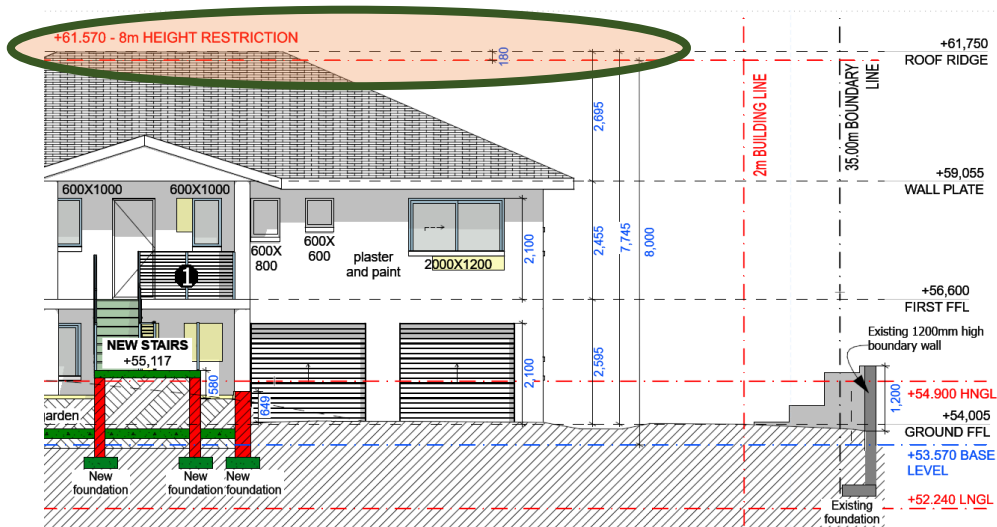 +61.570 - 8m HEIGHT RESTRICTION
180
+61,750
ROOF RIDGE
2,695
2m BUILDING LINE
35.00m BOUNDARY
LINE
600X1000
600X1000
+59,055
WALL PLATE
600X
800
600X
600
plaster
and paint
2000X1200
2,100
2,455
7,745
8,000
1
+56,600
FIRST FFL
NEW STAIRS
+55,117
580
649
2,100
2,595
Existing 1200mm high
boundary wall
1,200
+54.900 HNGL
+54,005
GROUND FFL
arden
+53.570 BASE
LEVEL
New
foundation
New
foundation
New
foundation
+52.240 LNGL
Existing
foundation